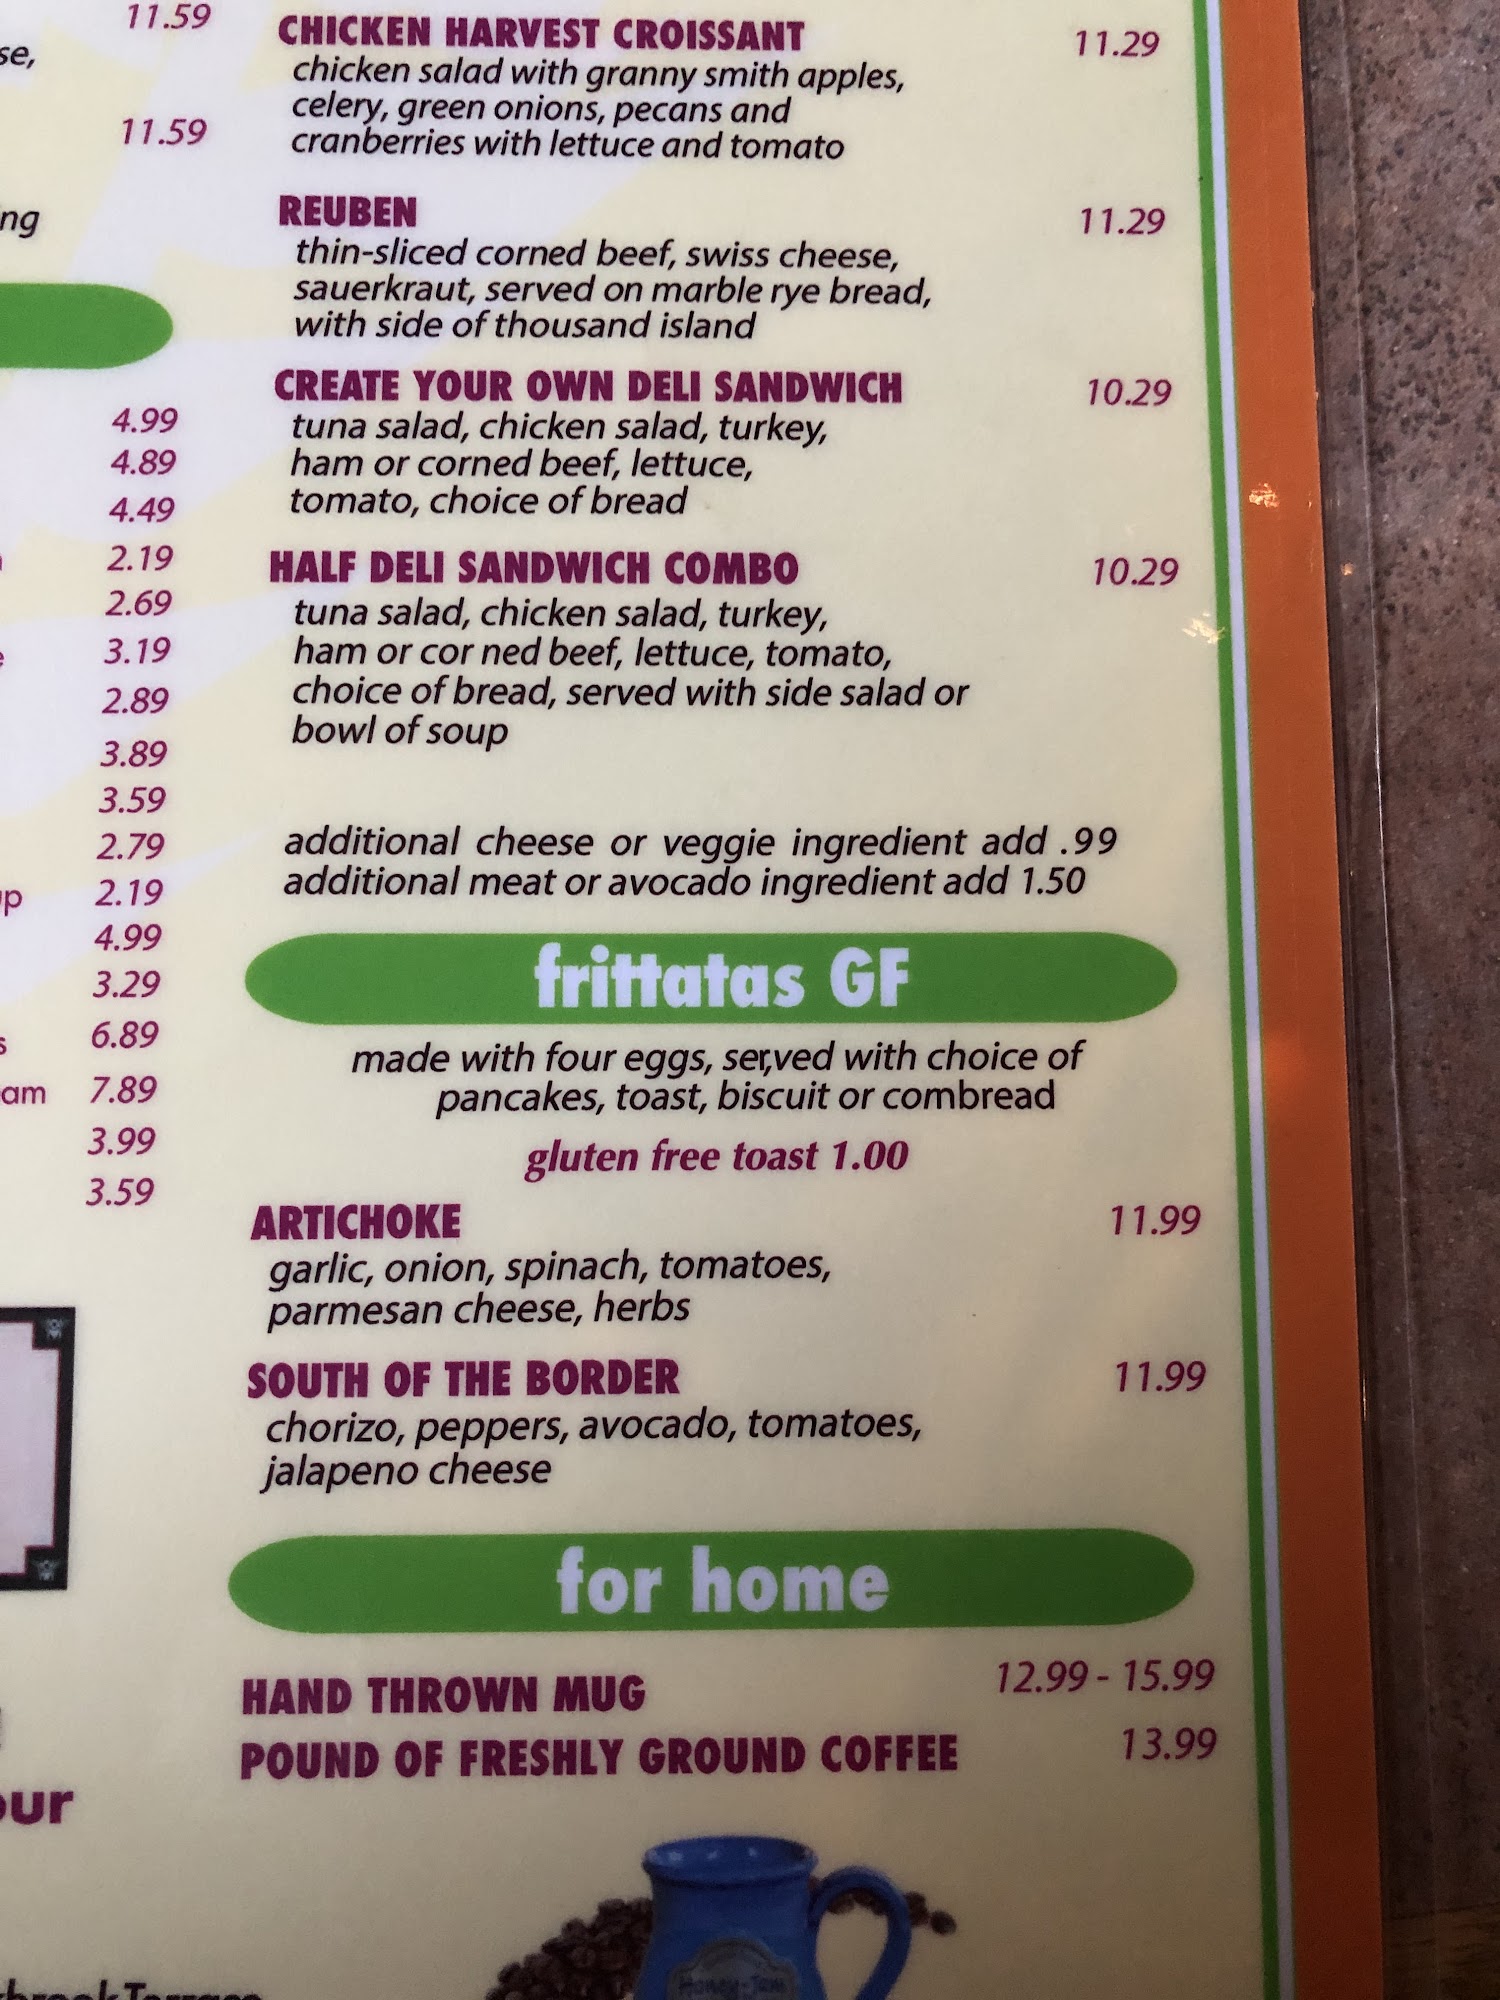 11.59
se,
11.59
ng
4.99
4.89
4.49
2.19
2.69
3.19
2.89
3.89
3.59
2.79
2.19
4.99
3.29
6.89
am 7.89
3.99
3.59
our
CHICKEN HARVEST CROISSANT 11.29
chicken salad with granny smith apples,
celery, green onions, pecans and
cranberries with lettuce and tomato
REUBEN 11.29
thin-sliced corned beef, swiss cheese,
sauerkraut, served on marble rye bread,
with side of thousand island
CREATE YOUR OWN DELI SANDWICH 10.29
tuna salad, chicken salad, turkey,
ham or corned beef, lettuce,
tomato, choice of bread
HALF DELI SANDWICH COMBO 10.29
tuna salad, chicken salad, turkey,
ham or cor ned beef, lettuce, tomato,
choice of bread, served with side salad or
bowl of soup
additional cheese or veggie ingredient add .99
additional meat or avocado ingredient add 1.50
frittatas GF
made with four eggs, ser,ved with choice of
pancakes, toast, biscuit or combread
gluten free toast 1.00
ARTICHOKE 11.99
garlic, onion, spinach, tomatoes,
parmesan cheese, herbs
SOUTH OF THE BORDER 11.99
chorizo, peppers, avocado, tomatoes,
jalapeno cheese
for home
HAND THROWN MUG 12.99 - 15.99
POUND OF FRESHLY GROUND COFFEE 13.99
Honey-Jam